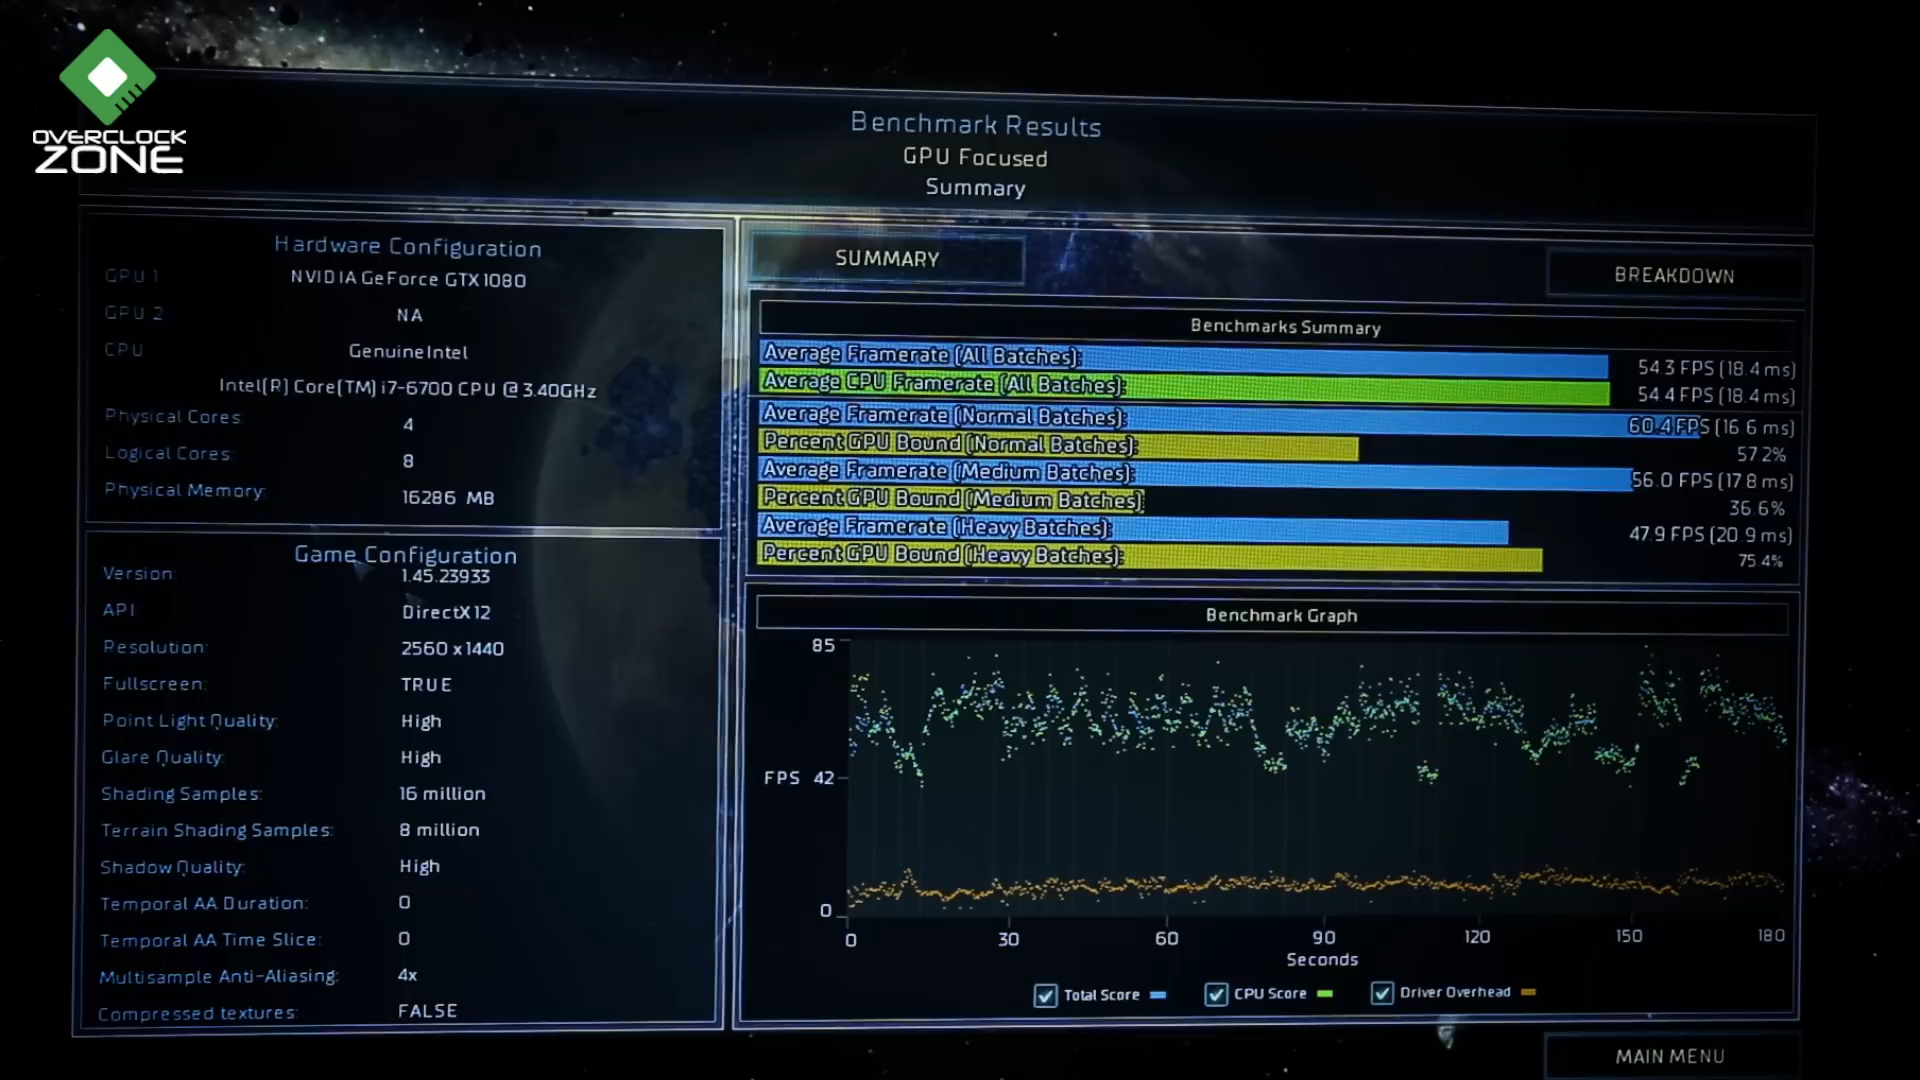 OVERCLOCK
ZONE
Benchmark Results
GPU Focused
Summary
Hardware Configuration
GPU 1 NVIDIA GeForce GTX 1080
GPU 2 NA
CPU GenuineIntel
Intel(R) Core(TM) i7-6700 CPU @ 3.40GHz
Physical Cores: 4
Logical Cores: 8
Physical Memory: 16286 MB
Game Configuration
Version: 1.45.23933
API: DirectX 12
Resolution: 2560 x 1440
Fullscreen: TRUE
Point Light Quality: High
Glare Quality: High
Shading Samples: 16 million
Terrain Shading Samples: 8 million
Shadow Quality: High
Temporal AA Duration: 0
Temporal AA Time Slice: 0
Multisample Anti-Aliasing: 4x
Compressed textures: FALSE
SUMMARY
BREAKDOWN
Benchmarks Summary
Average Framerate (All Batches): 54.3 FPS (18.4 ms)
Average CPU Framerate (All Batches): 54.4 FPS (18.4 ms)
Average Framerate (Normal Batches): 60.4 FPS (16.6 ms)
Percent GPU Bound (Normal Batches): 57.2%
Average Framerate (Medium Batches): 56.0 FPS (17.8 ms)
Percent GPU Bound (Medium Batches): 36.6%
Average Framerate (Heavy Batches): 47.9 FPS (20.9 ms)
Percent GPU Bound (Heavy Batches): 75.4%
Benchmark Graph
85
FPS 42
0
0 30 60 90 120 150 180
Seconds
Total Score CPU Score Driver Overhead
MAIN MENU